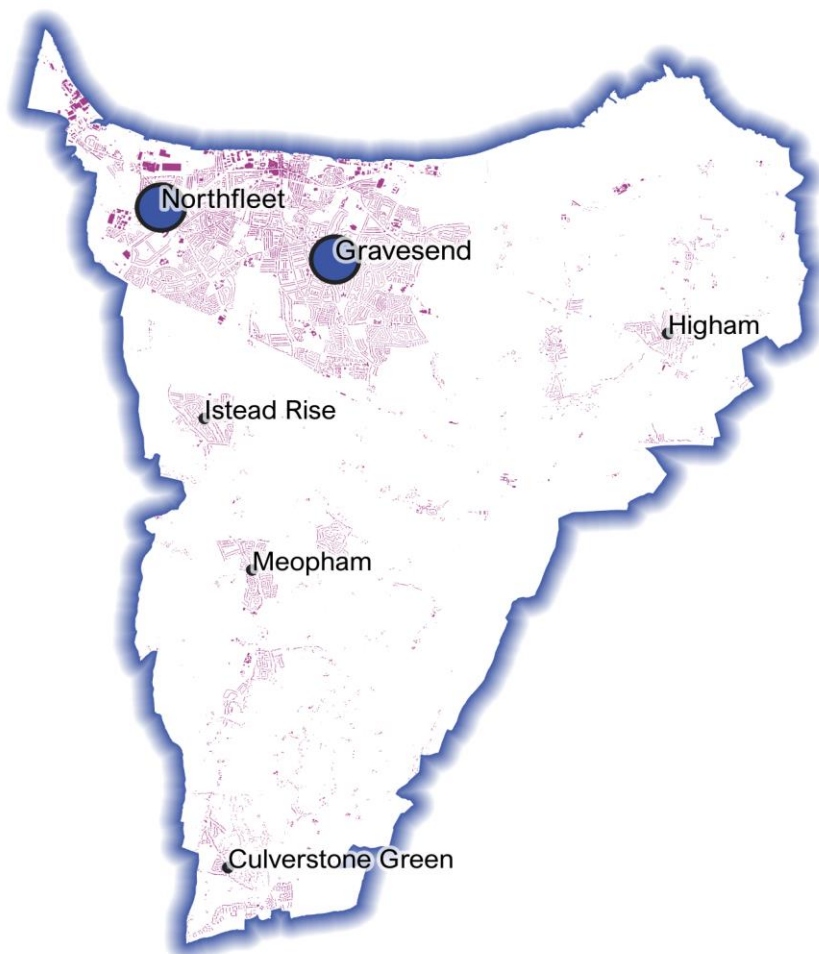 Northfleet
Gravesend
Higham
Istead Rise
Meopham
Culverstone Green